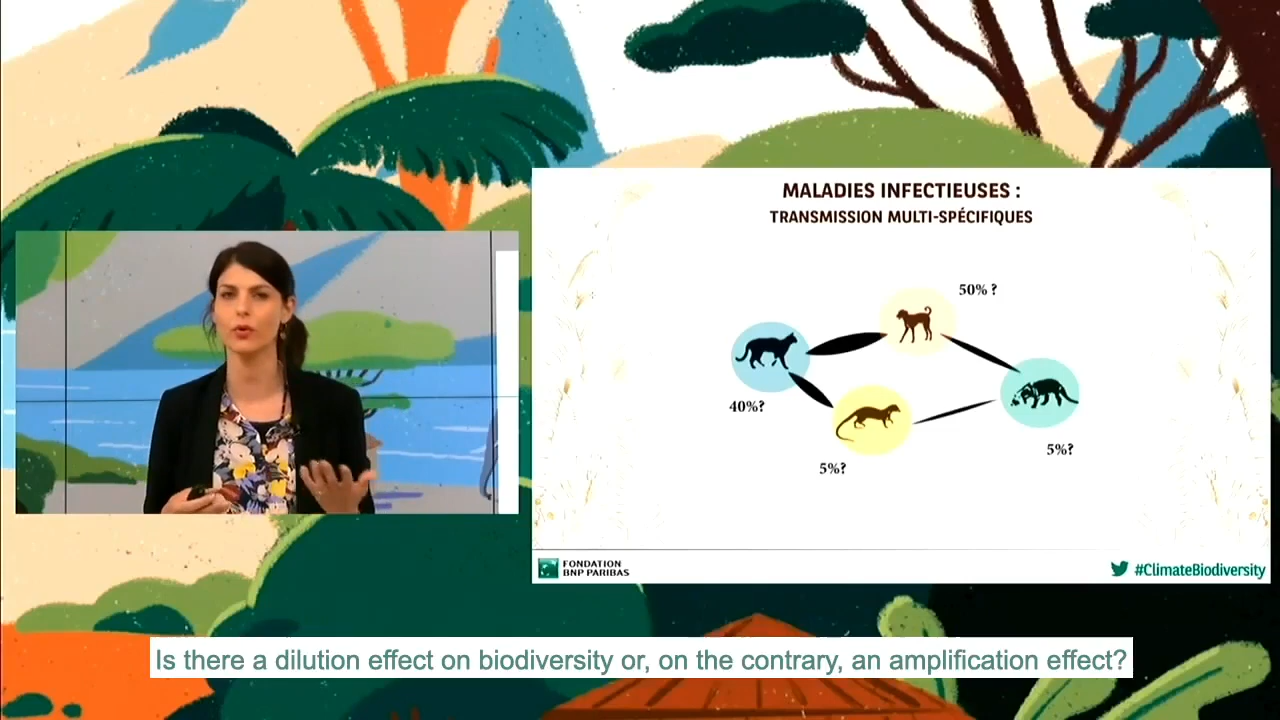 MALADIES INFECTIEUSES :
TRANSMISSION MULTI-SPÉCIFIQUES
50% ?
40%?
5%?
5%?
FONDATION
BNP PARIBAS
#ClimateBiodiversity
Is there a dilution effect on biodiversity or, on the contrary, an amplification effect?